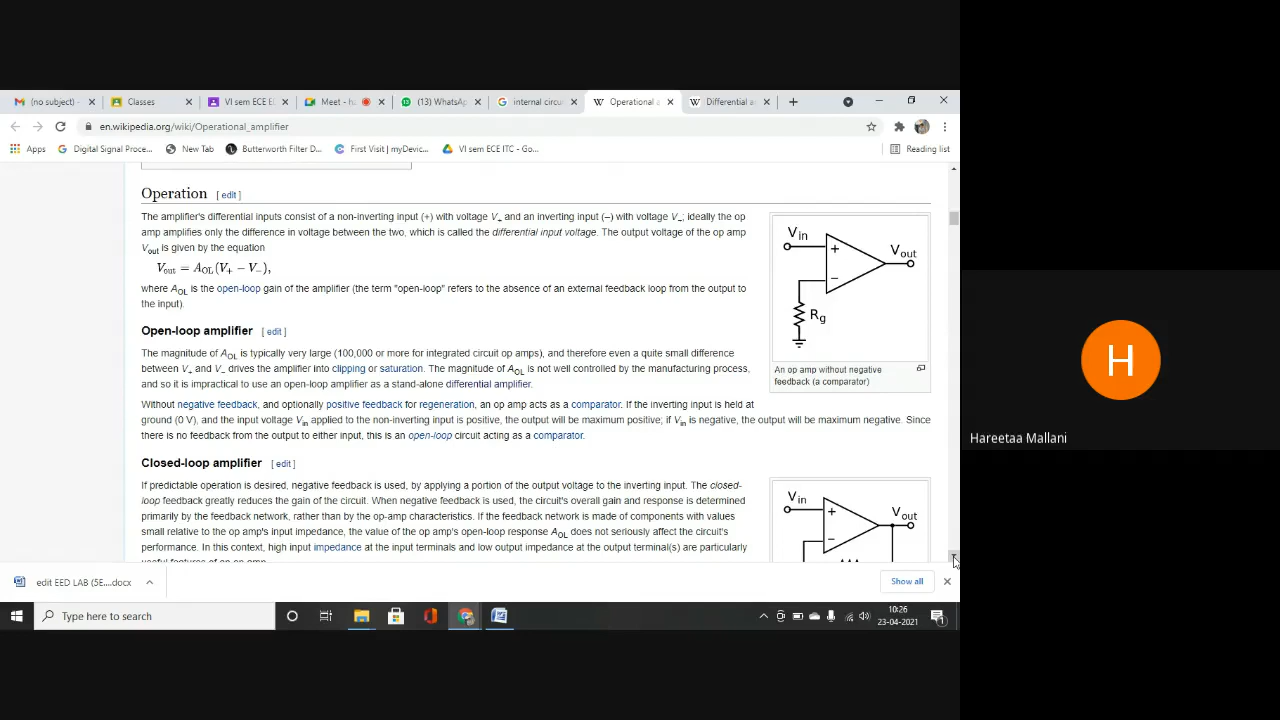 (no subject) -
Classes
VI sem ECE E
Meet - h
(13) WhatsAp
internal circui
Operational a
Differential a
en.wikipedia.org/wiki/Operational_amplifier
Apps
Digital Signal Proce...
New Tab
Butterworth Filter D...
First Visit | myDevic...
VI sem ECE ITC - Go...
Reading list
Operation [ edit ]
The amplifier's differential inputs consist of a non-inverting input (+) with voltage V+ and an inverting input (–) with voltage V−; ideally the op
amp amplifies only the difference in voltage between the two, which is called the differential input voltage. The output voltage of the op amp
Vout is given by the equation
Vout = AOL(V+ − V−),
where AOL is the open-loop gain of the amplifier (the term "open-loop" refers to the absence of an external feedback loop from the output to
the input).
Vin
Vout
+
−
Rg
An op amp without negative
feedback (a comparator)
Open-loop amplifier [ edit ]
The magnitude of AOL is typically very large (100,000 or more for integrated circuit op amps), and therefore even a quite small difference
between V+ and V− drives the amplifier into clipping or saturation. The magnitude of AOL is not well controlled by the manufacturing process,
and so it is impractical to use an open-loop amplifier as a stand-alone differential amplifier.
Without negative feedback, and optionally positive feedback for regeneration, an op amp acts as a comparator. If the inverting input is held at
ground (0 V), and the input voltage Vin applied to the non-inverting input is positive, the output will be maximum positive; if Vin is negative, the output will be maximum negative. Since
there is no feedback from the output to either input, this is an open-loop circuit acting as a comparator.
Closed-loop amplifier [ edit ]
If predictable operation is desired, negative feedback is used, by applying a portion of the output voltage to the inverting input. The closed-
loop feedback greatly reduces the gain of the circuit. When negative feedback is used, the circuit's overall gain and response is determined
primarily by the feedback network, rather than by the op-amp characteristics. If the feedback network is made of components with values
small relative to the op amp's input impedance, the value of the op amp's open-loop response AOL does not seriously affect the circuit's
performance. In this context, high input impedance at the input terminals and low output impedance at the output terminal(s) are particularly
useful features of an op amp.
Vin
Vout
+
−
edit EED LAB (5E....docx
Show all
Type here to search
10:26
23-04-2021
1
H
Hareetaa Mallani